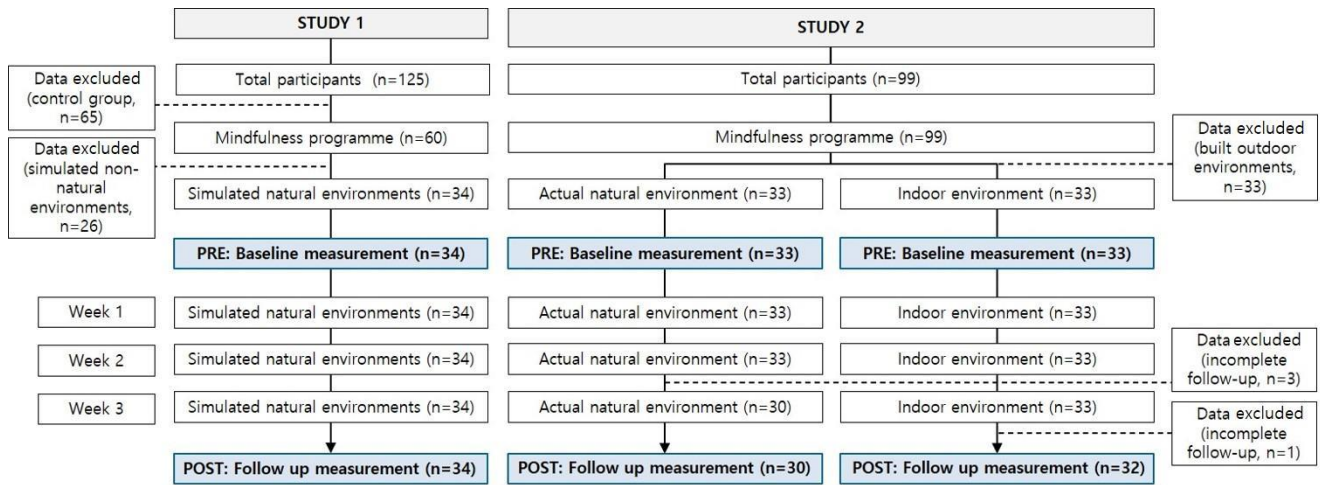 STUDY 1
STUDY 2
Data excluded
(control group,
n=65)
Total participants (n=125)
Total participants (n=99)
Mindfulness programme (n=60)
Mindfulness programme (n=99)
Data excluded
(built outdoor
environments,
n=33)
Data excluded
(simulated non-
natural
environments,
n=26)
Simulated natural environments (n=34)
Actual natural environment (n=33)
Indoor environment (n=33)
PRE: Baseline measurement (n=34)
PRE: Baseline measurement (n=33)
PRE: Baseline measurement (n=33)
Week 1
Simulated natural environments (n=34)
Actual natural environment (n=33)
Indoor environment (n=33)
Week 2
Simulated natural environments (n=34)
Actual natural environment (n=33)
Indoor environment (n=33)
Data excluded
(incomplete
follow-up, n=3)
Week 3
Simulated natural environments (n=34)
Actual natural environment (n=30)
Indoor environment (n=33)
Data excluded
(incomplete
follow-up, n=1)
POST: Follow up measurement (n=34)
POST: Follow up measurement (n=30)
POST: Follow up measurement (n=32)